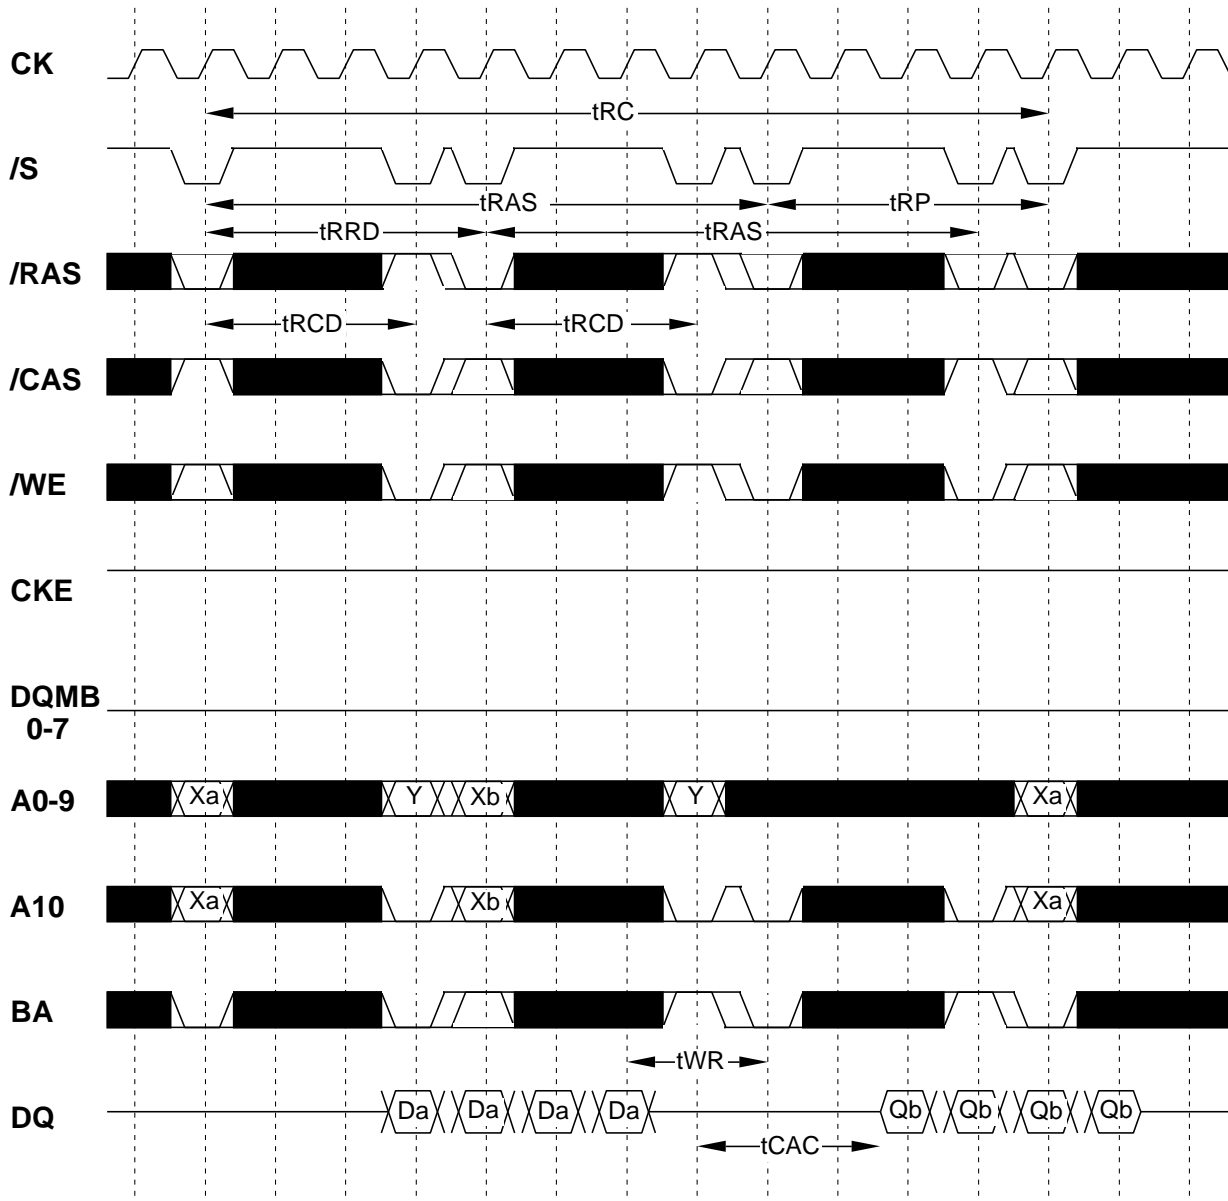 CK
tRC
/S
tRAS tRP
tRRD tRAS
/RAS
tRCD tRCD
/CAS
/WE
CKE
DQMB
0-7
A0-9 Xa Y Xb Y Xa
A10 Xa Xb Xa
BA
tWR
DQ Da Da Da Da Qb Qb Qb Qb
tCAC